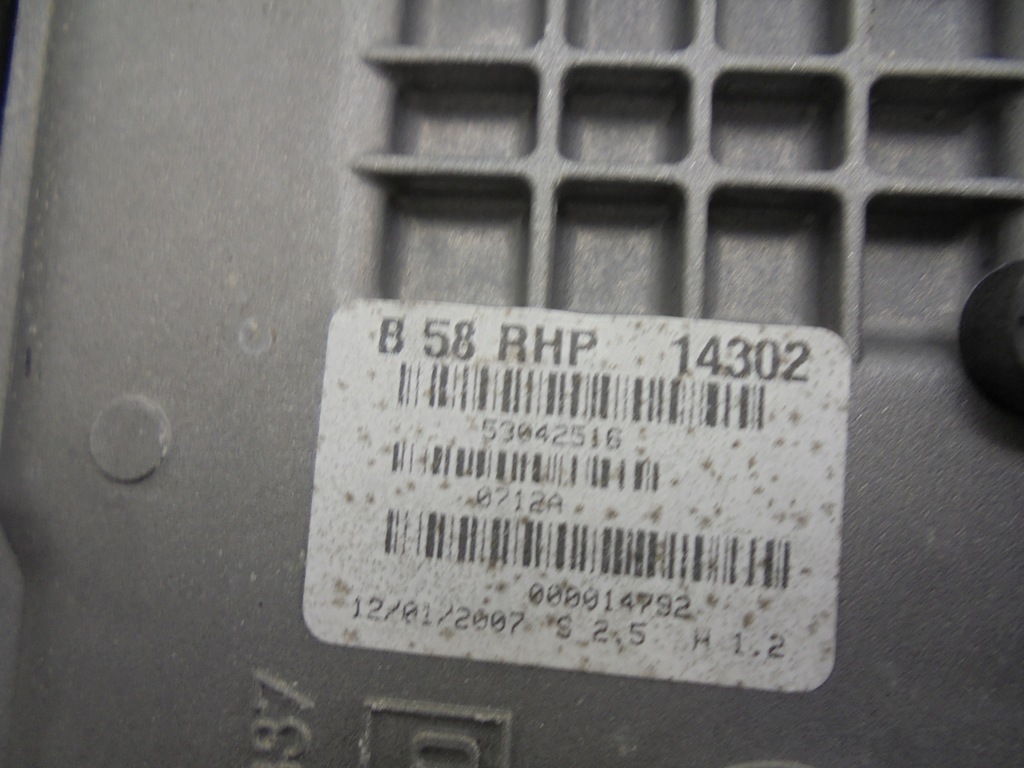 B 58 RHP 14302
53042516
0712A
000014792
12/01/2007 S 2.5 H 1.2